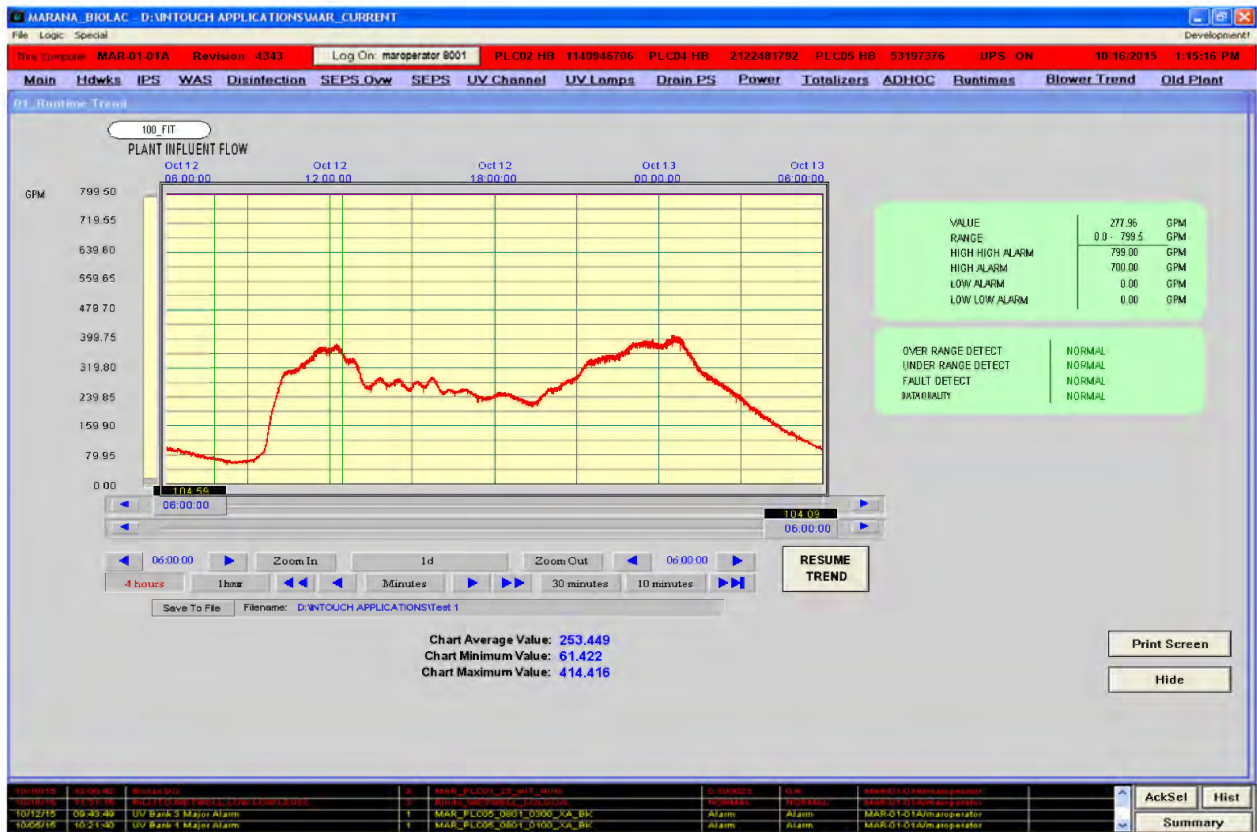 MARANA_BIOLAC - D:\INTOUCH APPLICATIONS\MAR_CURRENT
File Logic Special Development!
This Computer MAR-01-01A Revision 4343 Log On: maroperator 8001 PLC02 HB 1140946706 PLC04 HB 2122481792 PLC05 HB 53197376 UPS ON 10/16/2015 1:15:16 PM
Main Hdwks IPS WAS Disinfection SEPS Ovw SEPS UV Channel UV Lamps Drain PS Power Totalizers ADHOC Runtimes Blower Trend Old Plant
01_Runtime Trend
100_FIT
PLANT INFLUENT FLOW
Oct 12 Oct 12 Oct 12 Oct 13 Oct 13
06:00:00 12:00:00 18:00:00 00:00:00 06:00:00
GPM
799.50
719.55
639.60
559.65
479.70
399.75
319.80
239.85
159.90
79.95
0.00
VALUE 277.96 GPM
RANGE 0.0 - 799.5 GPM
HIGH HIGH ALARM 799.00 GPM
HIGH ALARM 700.00 GPM
LOW ALARM 0.00 GPM
LOW LOW ALARM 0.00 GPM
OVER RANGE DETECT NORMAL
UNDER RANGE DETECT NORMAL
FAULT DETECT NORMAL
DATA QUALITY NORMAL
104.59
06:00:00
104.09
06:00:00
06:00:00 Zoom In 1d Zoom Out 06:00:00
4 hours 1hour Minutes 30 minutes 10 minutes
RESUME TREND
Save To File Filename: D:\INTOUCH APPLICATIONS\Test 1
Chart Average Value: 253.449
Chart Minimum Value: 61.422
Chart Maximum Value: 414.416
Print Screen
Hide
10/12/15 09:43:49 UV Bank 3 Major Alarm 1 MAR_PLC05_0801_0300_XA_BK Alarm Alarm MAR-01-01A/maroperator
10/05/15 10:21:40 UV Bank 1 Major Alarm 1 MAR_PLC05_0801_0100_XA_BK Alarm Alarm MAR-01-01A/maroperator
AckSel Hist
Summary